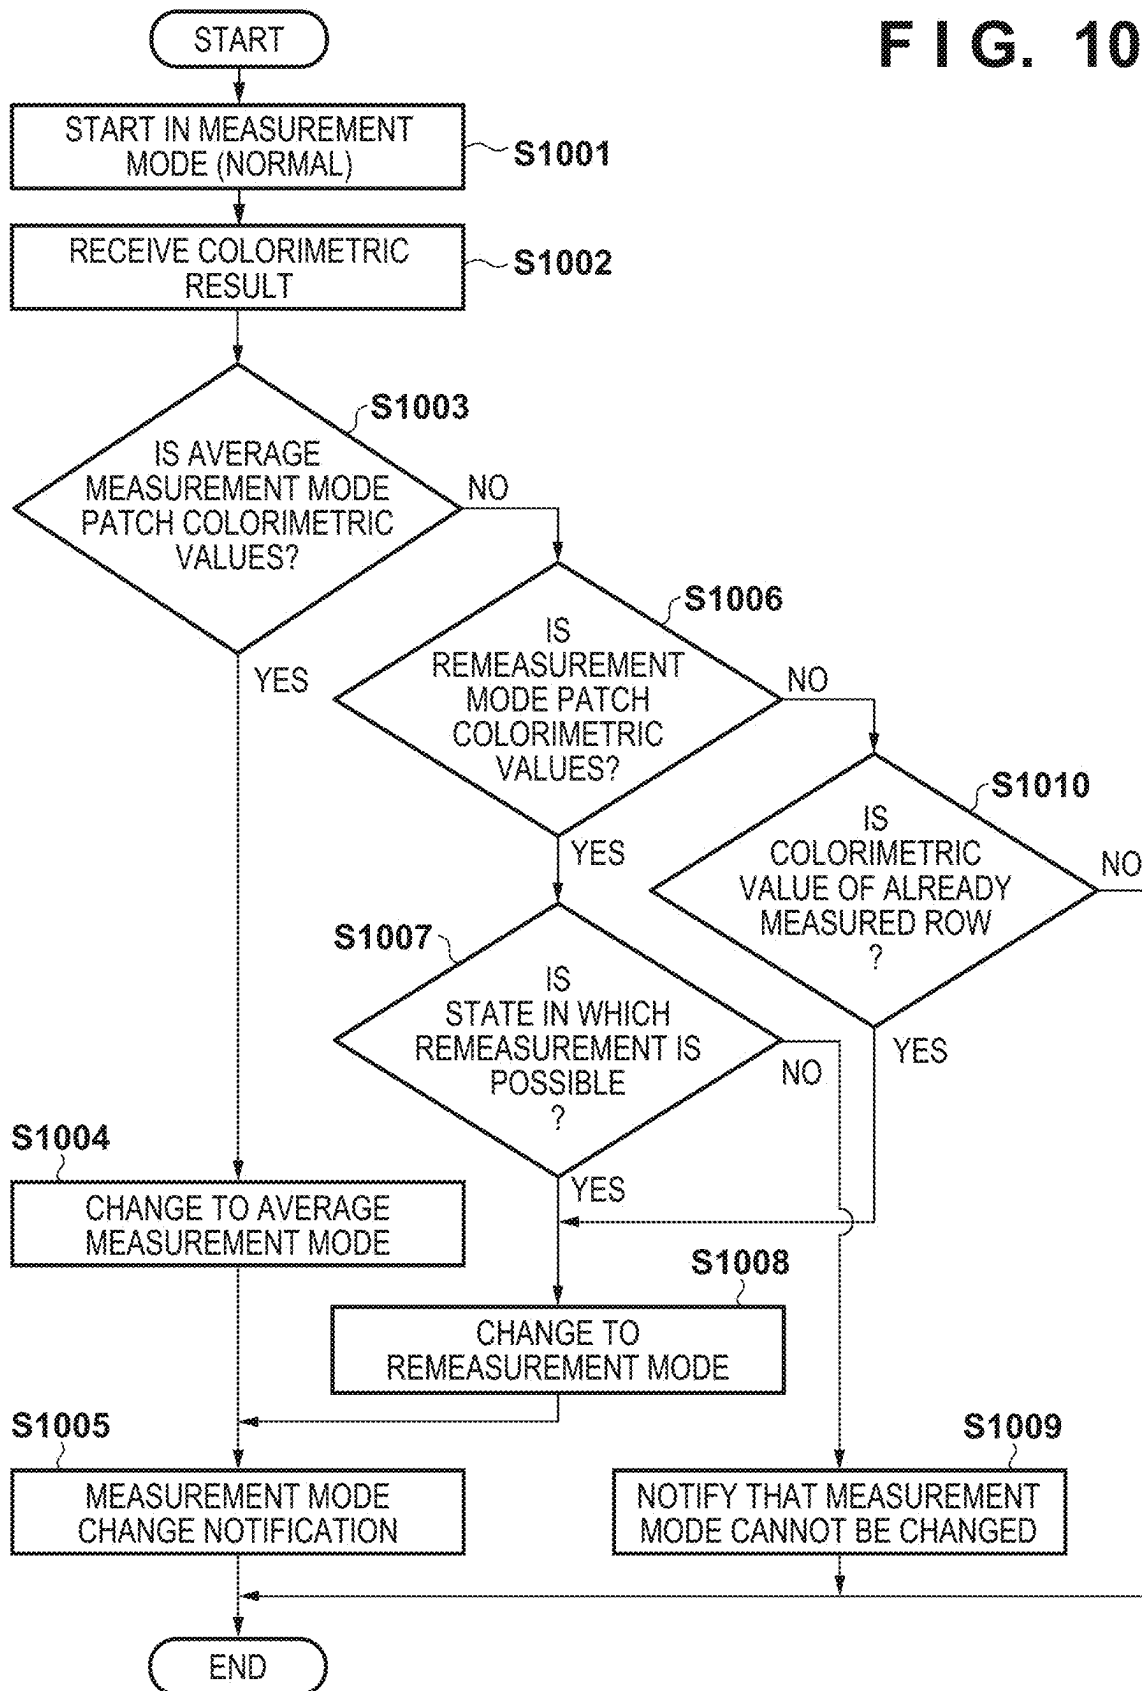 FIG. 10
START
START IN MEASUREMENT
MODE (NORMAL)
S1001
RECEIVE COLORIMETRIC
RESULT
S1002
S1003
IS AVERAGE
MEASUREMENT MODE
PATCH COLORIMETRIC
VALUES?
NO
YES
S1006
IS
REMEASUREMENT
MODE PATCH
COLORIMETRIC
VALUES?
NO
YES
S1010
IS
COLORIMETRIC
VALUE OF ALREADY
MEASURED ROW
?
NO
YES
S1007
IS
STATE IN WHICH
REMEASUREMENT IS
POSSIBLE
?
NO
YES
S1004
CHANGE TO AVERAGE
MEASUREMENT MODE
S1008
CHANGE TO
REMEASUREMENT MODE
S1005
MEASUREMENT MODE
CHANGE NOTIFICATION
S1009
NOTIFY THAT MEASUREMENT
MODE CANNOT BE CHANGED
END